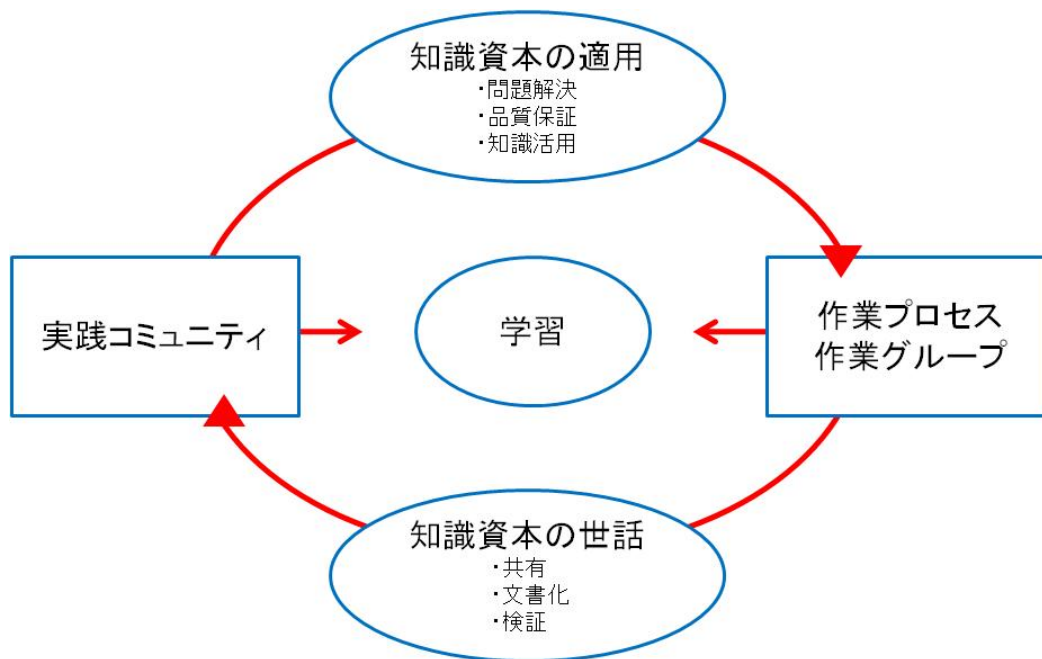 知識資本の適用
・問題解決
・品質保証
・知識活用
実践コミュニティ
学習
作業プロセス
作業グループ
知識資本の世話
・共有
・文書化
・検証